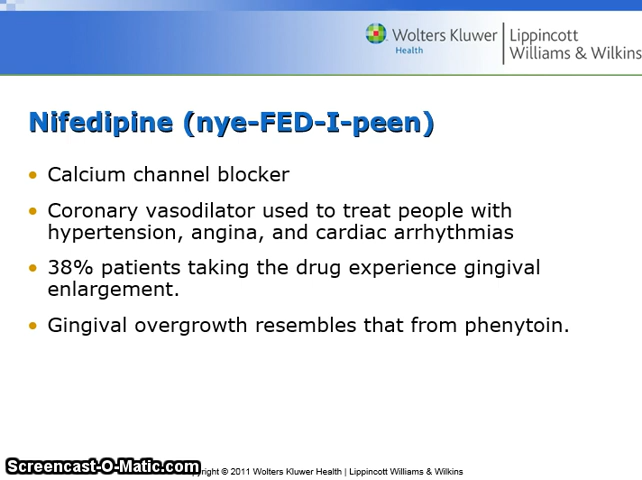 Wolters Kluwer
Health
Lippincott
Williams & Wilkins
Nifedipine (nye-FED-I-peen)
• Calcium channel blocker
• Coronary vasodilator used to treat people with
hypertension, angina, and cardiac arrhythmias
• 38% patients taking the drug experience gingival
enlargement.
• Gingival overgrowth resembles that from phenytoin.
Screencast-O-Matic.com
© 2011 Wolters Kluwer Health | Lippincott Williams & Wilkins